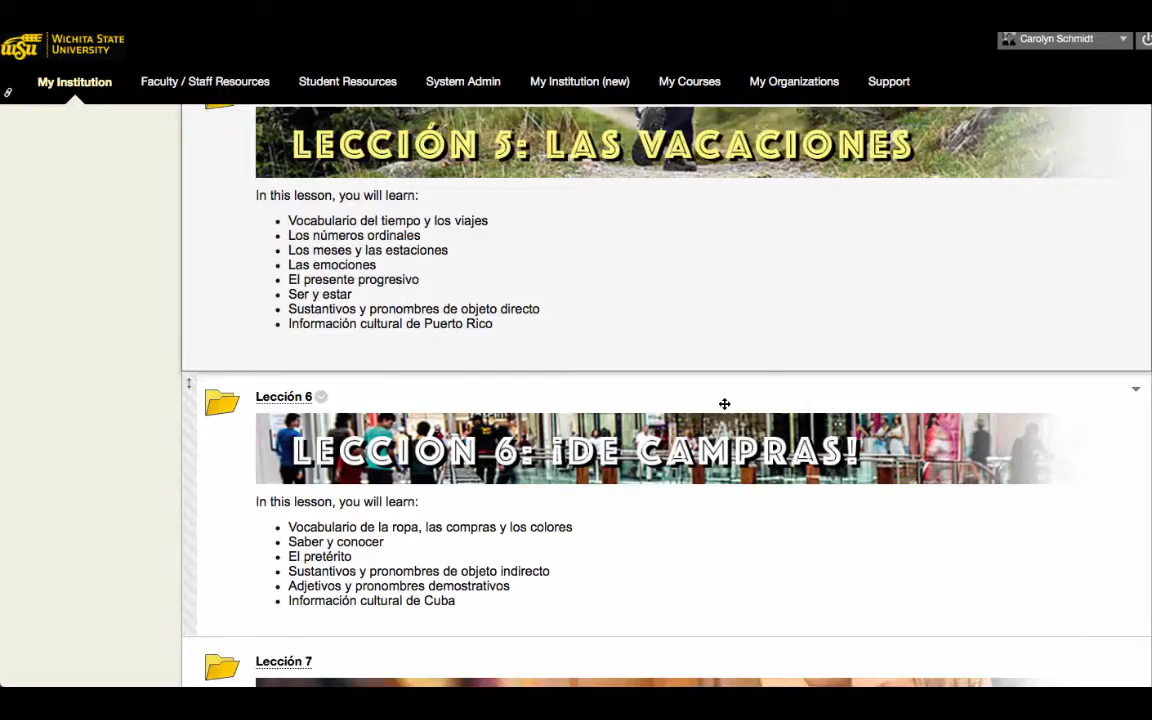 WICHITA STATE
UNIVERSITY
wsu
Carolyn Schmidt
My Institution
Faculty / Staff Resources
Student Resources
System Admin
My Institution (new)
My Courses
My Organizations
Support
LECCIÓN 5: LAS VACACIONES
In this lesson, you will learn:
Vocabulario del tiempo y los viajes
Los números ordinales
Los meses y las estaciones
Las emociones
El presente progresivo
Ser y estar
Sustantivos y pronombres de objeto directo
Información cultural de Puerto Rico
Lección 6
LECCIÓN 6: ¡DE CAMPRAS!
In this lesson, you will learn:
Vocabulario de la ropa, las compras y los colores
Saber y conocer
El pretérito
Sustantivos y pronombres de objeto indirecto
Adjetivos y pronombres demostrativos
Información cultural de Cuba
Lección 7